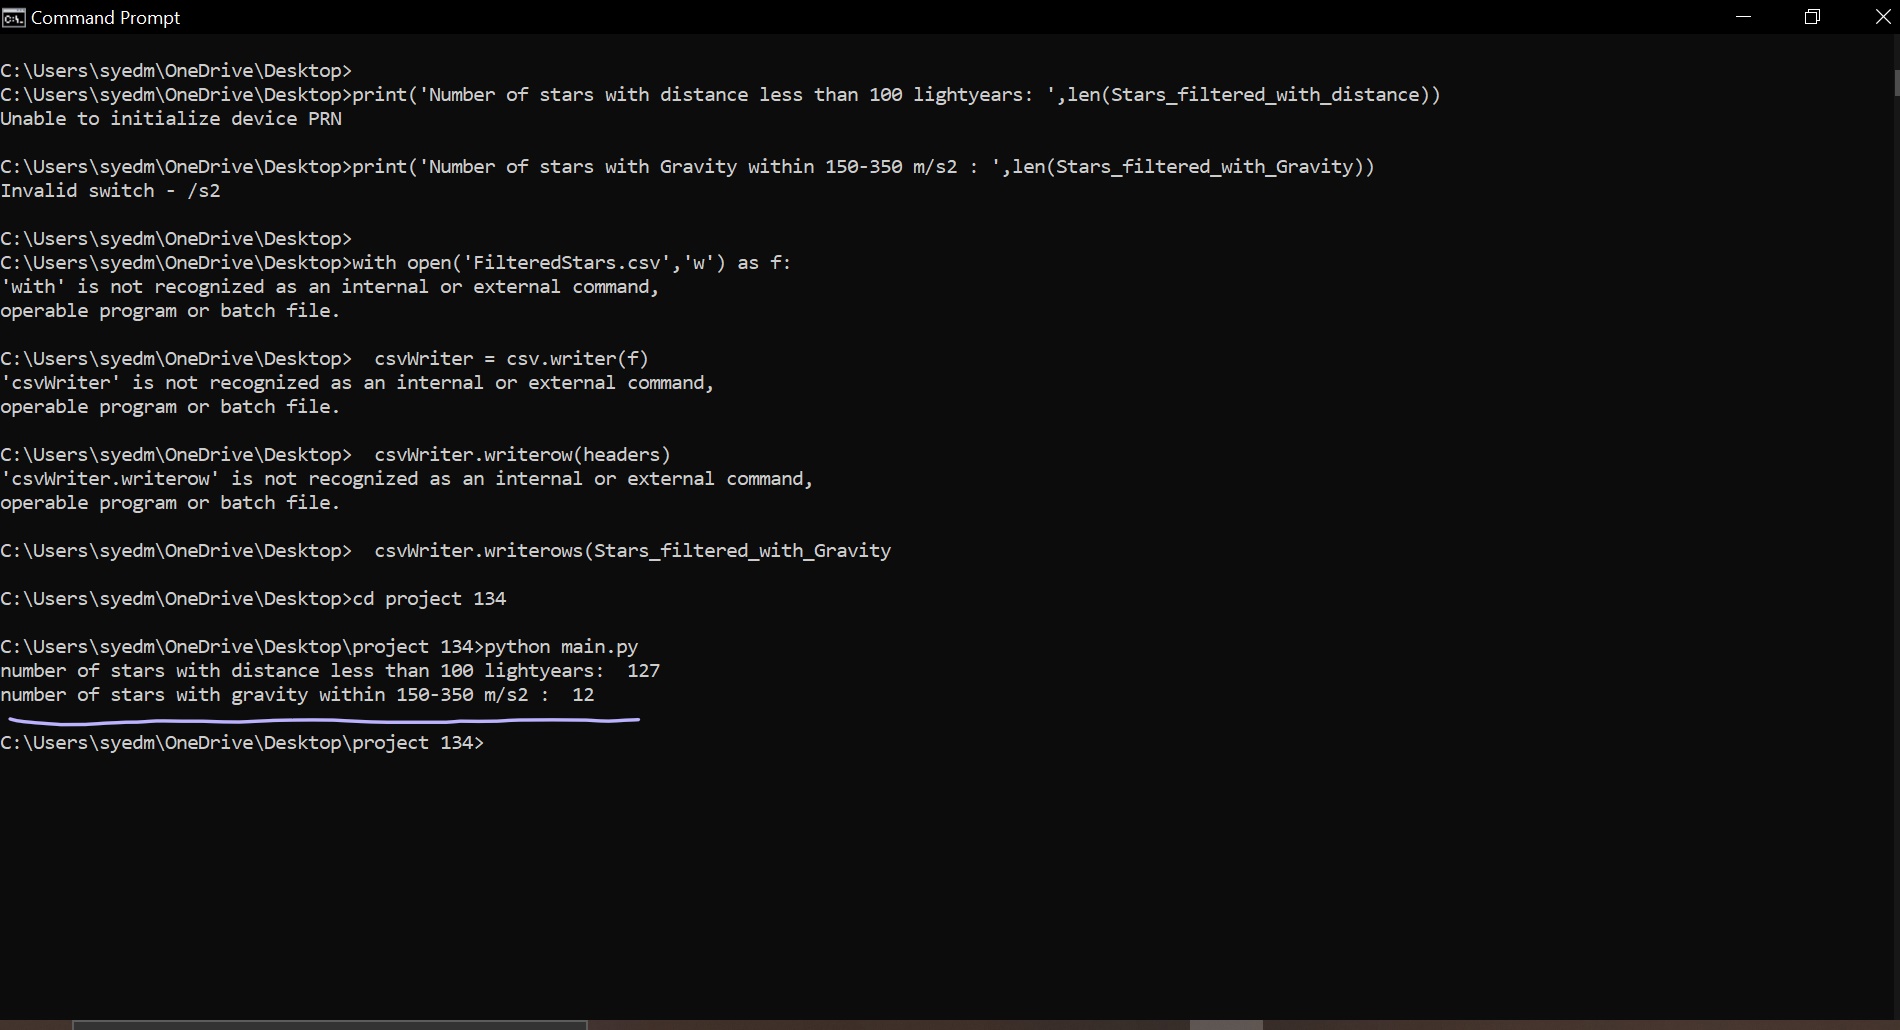 Command Prompt
C:\Users\syedm\OneDrive\Desktop>
C:\Users\syedm\OneDrive\Desktop>print('Number of stars with distance less than 100 lightyears: ',len(Stars_filtered_with_distance))
Unable to initialize device PRN
C:\Users\syedm\OneDrive\Desktop>print('Number of stars with Gravity within 150-350 m/s2 : ',len(Stars_filtered_with_Gravity))
Invalid switch - /s2
C:\Users\syedm\OneDrive\Desktop>
C:\Users\syedm\OneDrive\Desktop>with open('FilteredStars.csv','w') as f:
'with' is not recognized as an internal or external command,
operable program or batch file.
C:\Users\syedm\OneDrive\Desktop>  csvWriter = csv.writer(f)
'csvWriter' is not recognized as an internal or external command,
operable program or batch file.
C:\Users\syedm\OneDrive\Desktop>  csvWriter.writerow(headers)
'csvWriter.writerow' is not recognized as an internal or external command,
operable program or batch file.
C:\Users\syedm\OneDrive\Desktop>  csvWriter.writerows(Stars_filtered_with_Gravity
C:\Users\syedm\OneDrive\Desktop>cd project 134
C:\Users\syedm\OneDrive\Desktop\project 134>python main.py
number of stars with distance less than 100 lightyears:  127
number of stars with gravity within 150-350 m/s2 :  12
C:\Users\syedm\OneDrive\Desktop\project 134>